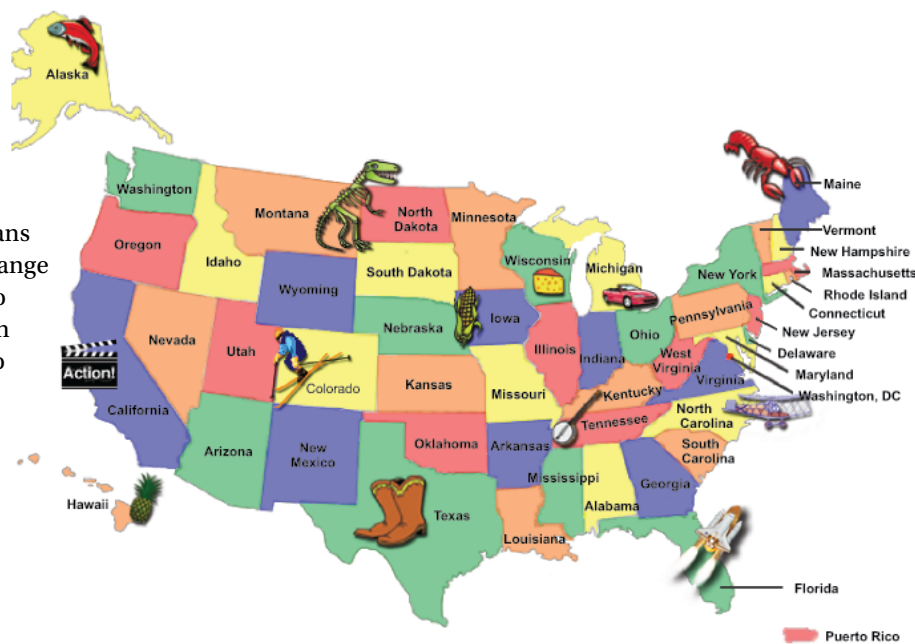 Alaska
Washington
Montana
North
Dakota
Minnesota
Maine
Vermont
New Hampshire
Massachusetts
Rhode Island
Connecticut
New Jersey
Delaware
Maryland
Washington, DC
ans
ange
Oregon
Idaho
Wyoming
South Dakota
Wisconsin
Michigan
New York
Pennsylvania
Nevada
Utah
Colorado
Nebraska
Iowa
Illinois
Indiana
Ohio
West
Virginia
Virginia
Action!
California
Kansas
Missouri
Kentucky
North
Carolina
Tennessee
South
Carolina
Arizona
New
Mexico
Oklahoma
Arkansas
Mississippi
Alabama
Georgia
Hawaii
Texas
Louisiana
Florida
Puerto Rico